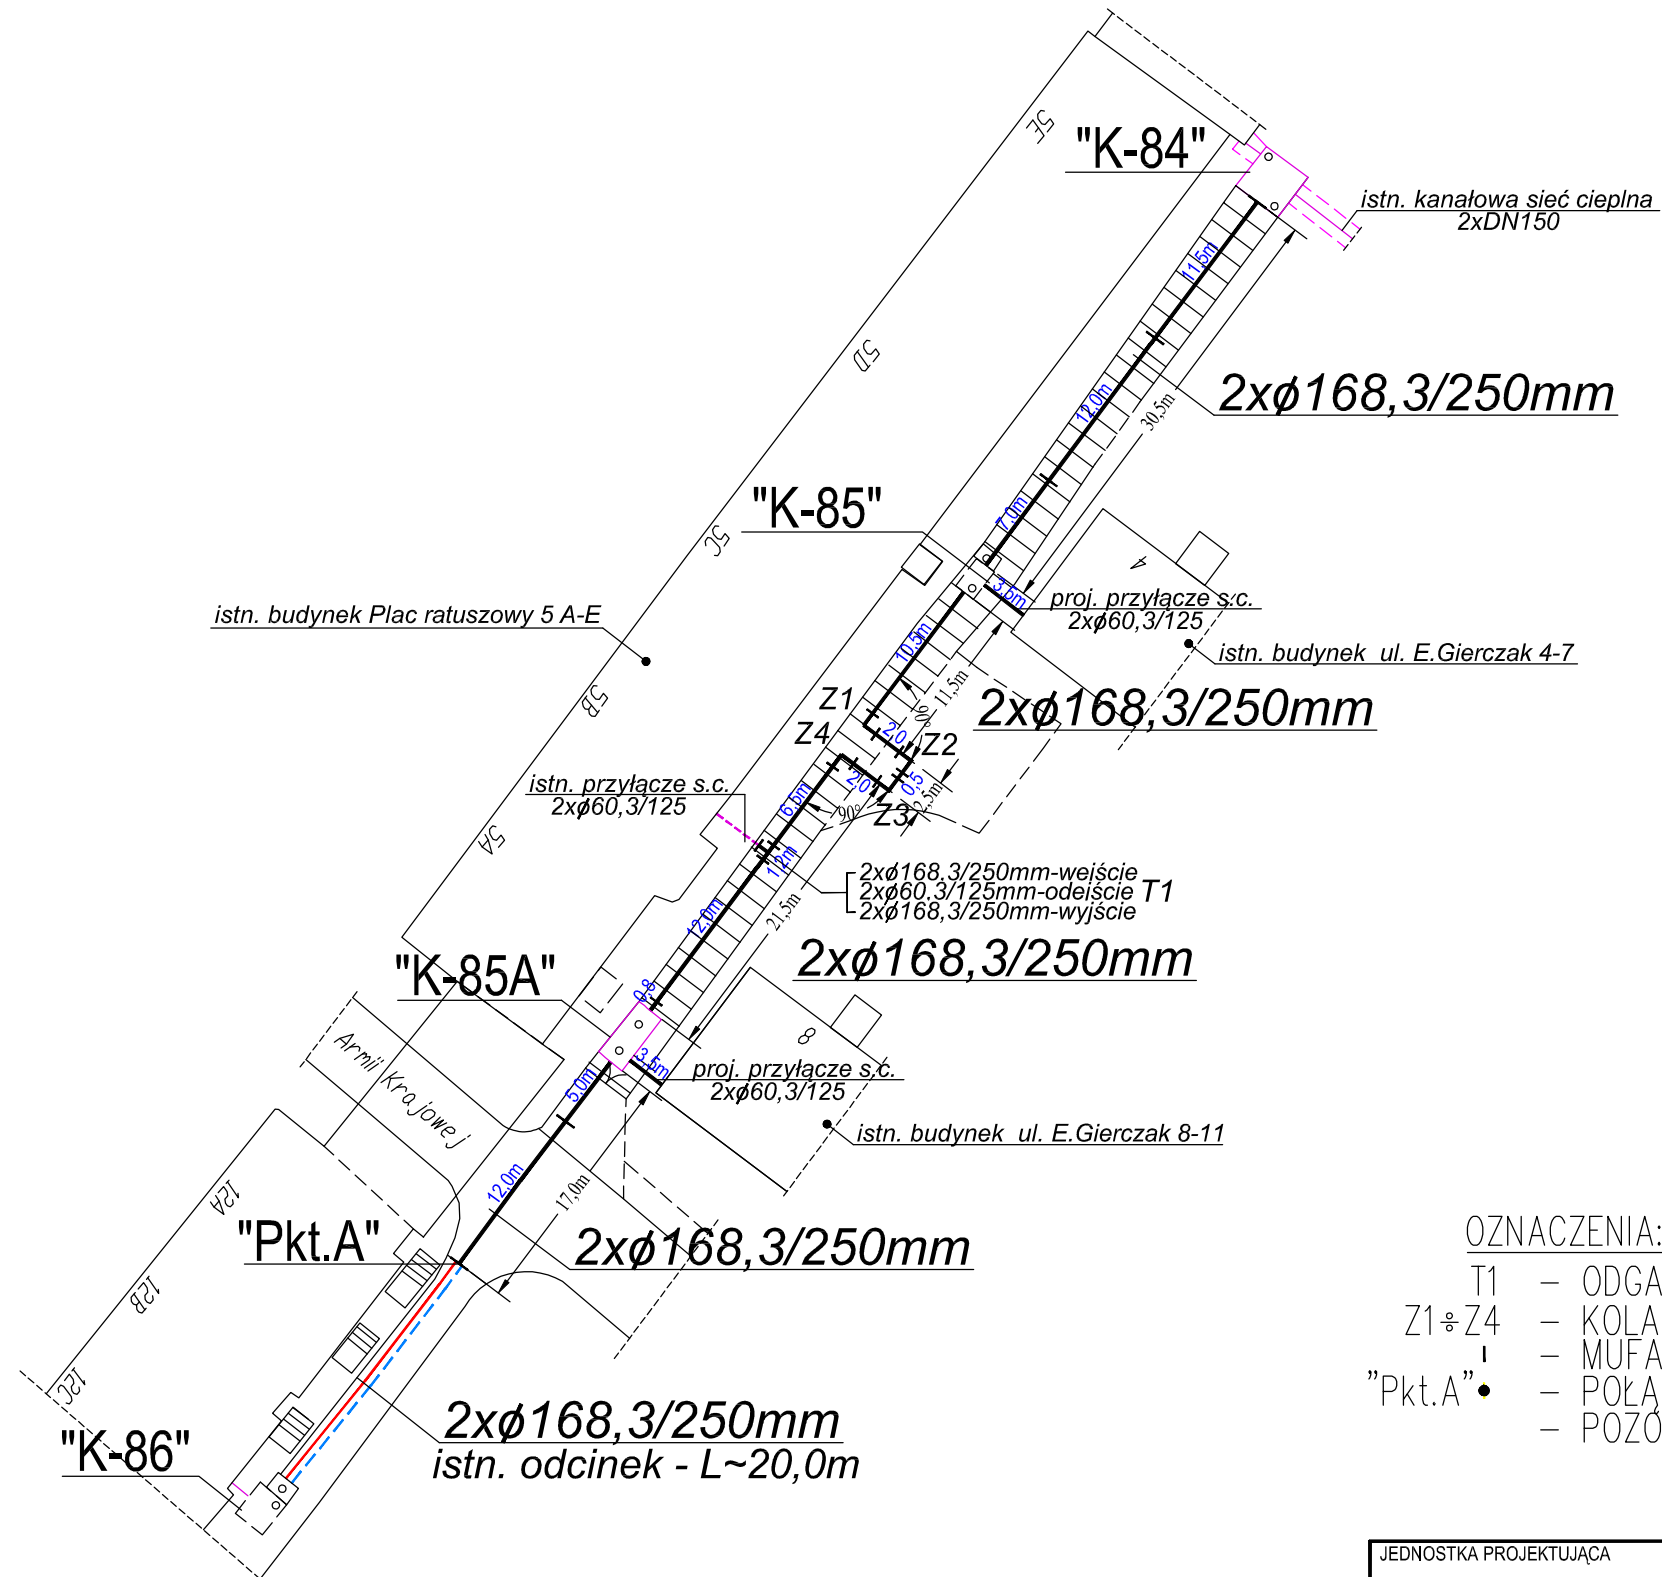 5E
"K-84"
istn. kanałowa sieć cieplna
2xDN150
11,5m
5D
2xϕ168,3/250mm
12,0m
30,5m
"K-85"
7,0m
5C
4
3,5m
proj. przyłącze s.c.
2xϕ60,3/125
istn. budynek Plac ratuszowy 5 A-E
istn. budynek ul. E.Gierczak 4-7
10,5m
11,5m
5B
Z1
90°
2xϕ168,3/250mm
Z4
2,0
Z2
istn. przyłącze s.c.
2xϕ60,3/125
2,0
0,5
2,5m
6,5m
90°
Z3
5A
1,2m
2xϕ168,3/250mm-wejście
2xϕ60,3/125mm-odejście
2xϕ168,3/250mm-wyjście
T1
12,0m
21,5m
2xϕ168,3/250mm
"K-85A"
0,8
8
Armii Krajowej
3,5m
proj. przyłącze s.c.
2xϕ60,3/125
5,0m
istn. budynek ul. E.Gierczak 8-11
12,0m
17,0m
12A
"Pkt.A"
2xϕ168,3/250mm
12B
12C
2xϕ168,3/250mm
istn. odcinek - L~20,0m
"K-86"
OZNACZENIA:
T1 – ODGA
Z1÷Z4 – KOLA
– MUFA
"Pkt.A" – POŁĄ
– POZO
JEDNOSTKA PROJEKTUJĄCA